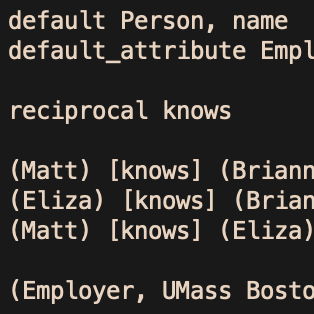 default Person, name
default_attribute Empl
reciprocal knows
(Matt) [knows] (Briann
(Eliza) [knows] (Brian
(Matt) [knows] (Eliza)
(Employer, UMass Bosto